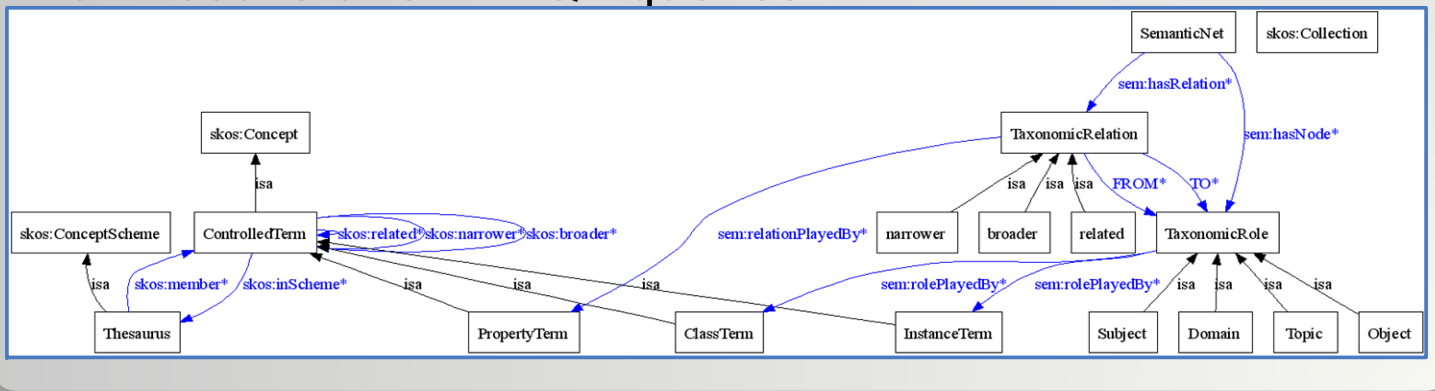 SemanticNet
skos:Collection
sem:hasRelation*
skos:Concept
TaxonomicRelation
sem:hasNode*
isa
isa
isa
isa
FROM*
TO*
skos:ConceptScheme
ControlledTerm
skos:related*
skos:narrower*
skos:broader*
sem:relationPlayedBy*
narrower
broader
related
TaxonomicRole
isa
skos:member*
skos:inScheme*
isa
isa
isa
sem:rolePlayedBy*
sem:rolePlayedBy*
isa
isa
isa
isa
Thesaurus
PropertyTerm
ClassTerm
InstanceTerm
Subject
Domain
Topic
Object